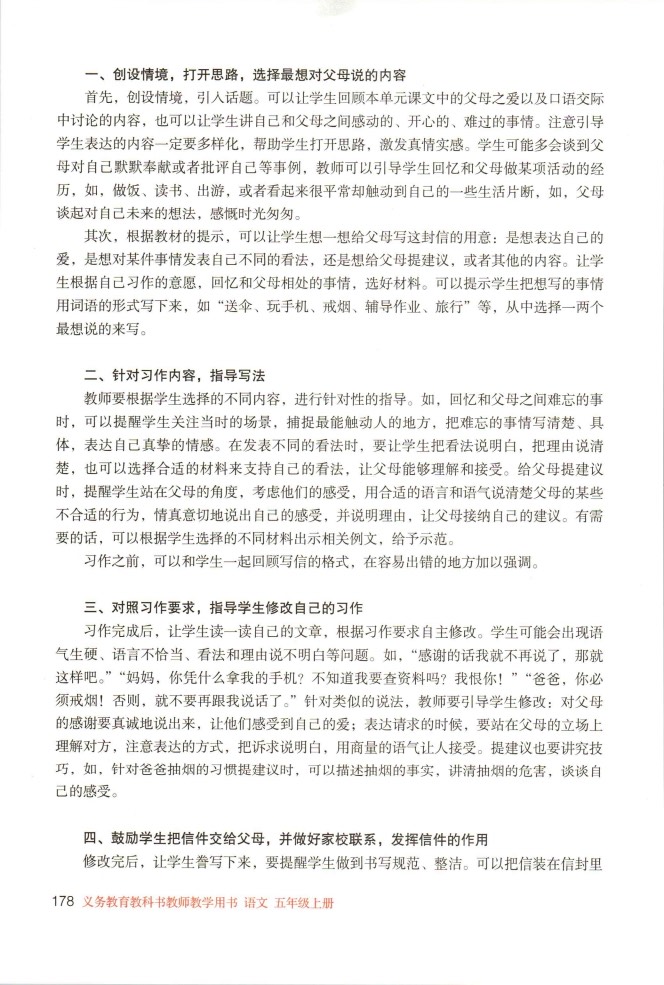 一、创设情境，打开思路，选择最想对父母说的内容
首先，创设情境，引入话题。可以让学生回顾本单元课文中的父母之爱以及口语交际
中讨论的内容，也可以让学生讲自己和父母之间感动的、开心的、难过的事情。注意引导
学生表达的内容一定要多样化，帮助学生打开思路，激发真情实感。学生可能多会谈到父
母对自己默默奉献或者批评自己等事例，教师可以引导学生回忆和父母做某项活动的经
历，如，做饭、读书、出游，或者看起来很平常却触动到自己的一些生活片断，如，父母
谈起对自己未来的想法，感慨时光匆匆。
其次，根据教材的提示，可以让学生想一想给父母写这封信的用意：是想表达自己的
爱，是想对某件事情发表自己不同的看法，还是想给父母提建议，或者其他的内容。让学
生根据自己习作的意愿，回忆和父母相处的事情，选好材料。可以提示学生把想写的事情
用词语的形式写下来，如“送伞、玩手机、戒烟、辅导作业、旅行”等，从中选择一两个
最想说的来写。
二、针对习作内容，指导写法
教师要根据学生选择的不同内容，进行针对性的指导。如，回忆和父母之间难忘的事
时，可以提醒学生关注当时的场景，捕捉最能触动人的地方，把难忘的事情写清楚、具
体，表达自己真挚的情感。在发表不同的看法时，要让学生把看法说明白，把理由说清
楚，也可以选择合适的材料来支持自己的看法，让父母能够理解和接受。给父母提建议
时，提醒学生站在父母的角度，考虑他们的感受，用合适的语言和语气说清楚父母的某些
不合适的行为，情真意切地说出自己的感受，并说明理由，让父母接纳自己的建议。有需
要的话，可以根据学生选择的不同材料出示相关例文，给予示范。
习作之前，可以和学生一起回顾写信的格式，在容易出错的地方加以强调。
三、对照习作要求，指导学生修改自己的习作
习作完成后，让学生读一读自己的文章，根据习作要求自主修改。学生可能会出现语
气生硬、语言不恰当、看法和理由说不明白等问题。如，“感谢的话我就不再说了，那就
这样吧。”“妈妈，你凭什么拿我的手机？不知道我要查资料吗？我恨你！”“爸爸，你必
须戒烟！否则，就不要再跟我说话了。”针对类似的说法，教师要引导学生修改：对父母
的感谢要真诚地说出来，让他们感受到自己的爱；表达请求的时候，要站在父母的立场上
理解对方，注意表达的方式，把诉求说明白，用商量的语气让人接受。提建议也要讲究技
巧，如，针对爸爸抽烟的习惯提建议时，可以描述抽烟的事实，讲清抽烟的危害，谈谈自
己的感受。
四、鼓励学生把信件交给父母，并做好家校联系，发挥信件的作用
修改完后，让学生誊写下来，要提醒学生做到书写规范、整洁。可以把信装在信封里
178 义务教育教科书教师教学用书 语文 五年级上册